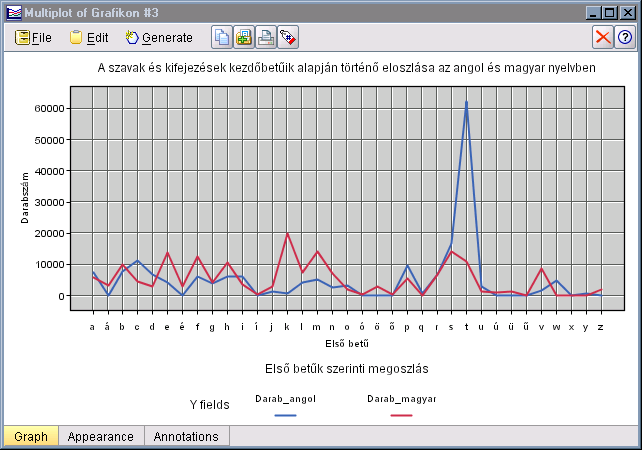 Multiplot of Grafikon #3
File Edit Generate
A szavak és kifejezések kezdőbetűik alapján történő eloszlása az angol és magyar nyelvben
60000
50000
40000
30000
20000
10000
0
Darabszám
a á b c d e é f g h i í j k l m n o ó ö ő p q r s t u ú ü ű v w x y z
Első betű
Első betűk szerinti megoszlás
Y fields Darab_angol Darab_magyar
Graph Appearance Annotations